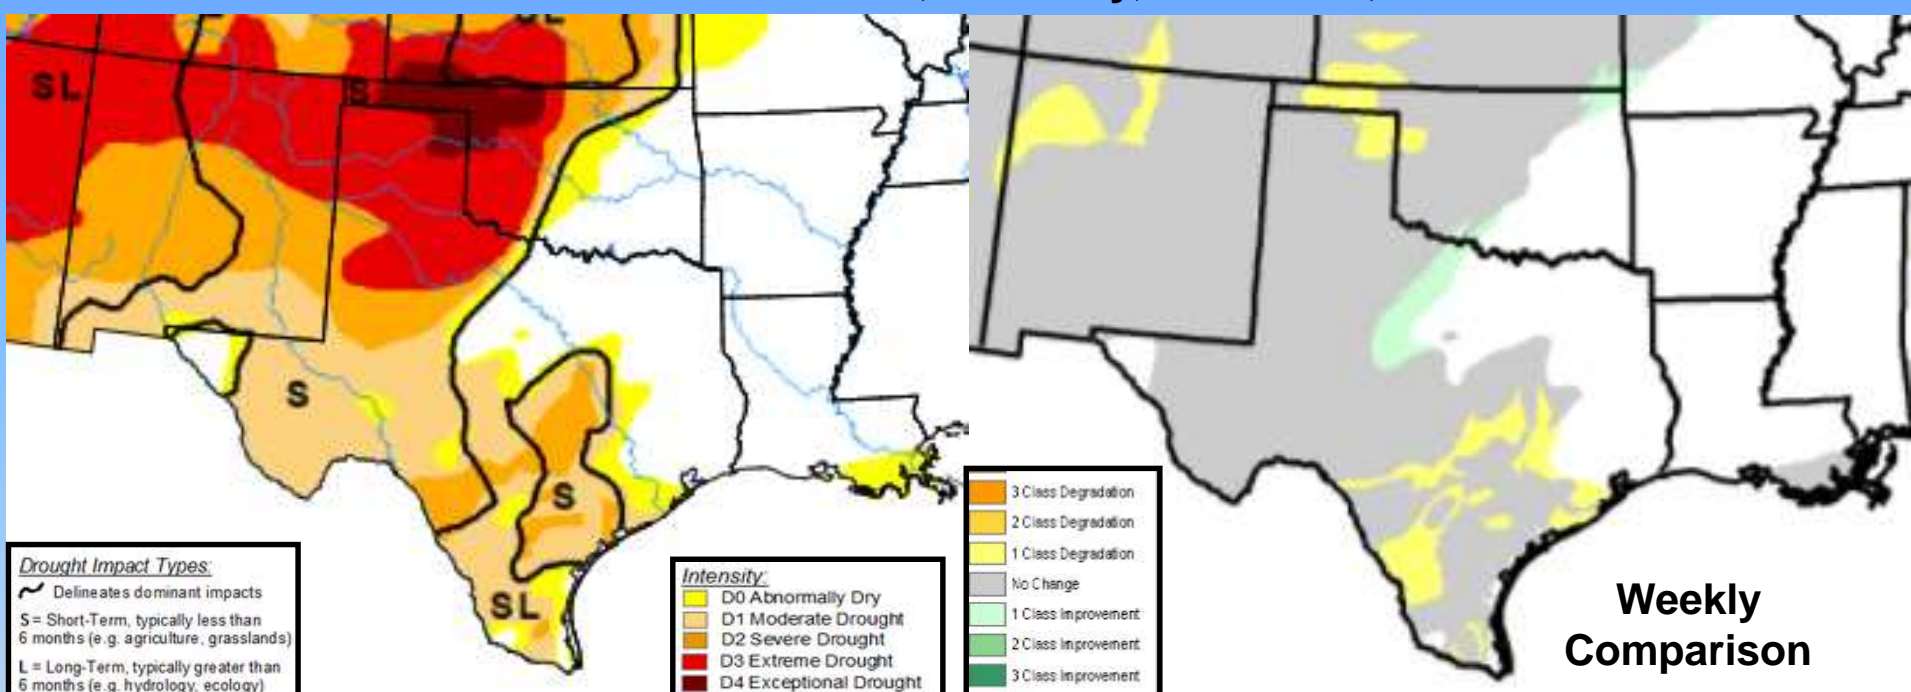 SL
S
S
S
SL
Drought Impact Types:
Delineates dominant impacts
S = Short-Term, typically less than
6 months (e.g. agriculture, grasslands)
L = Long-Term, typically greater than
6 months (e.g. hydrology, ecology)
Intensity:
D0 Abnormally Dry
D1 Moderate Drought
D2 Severe Drought
D3 Extreme Drought
D4 Exceptional Drought
3 Class Degradation
2 Class Degradation
1 Class Degradation
No Change
1 Class Improvement
2 Class Improvement
3 Class Improvement
Weekly
Comparison